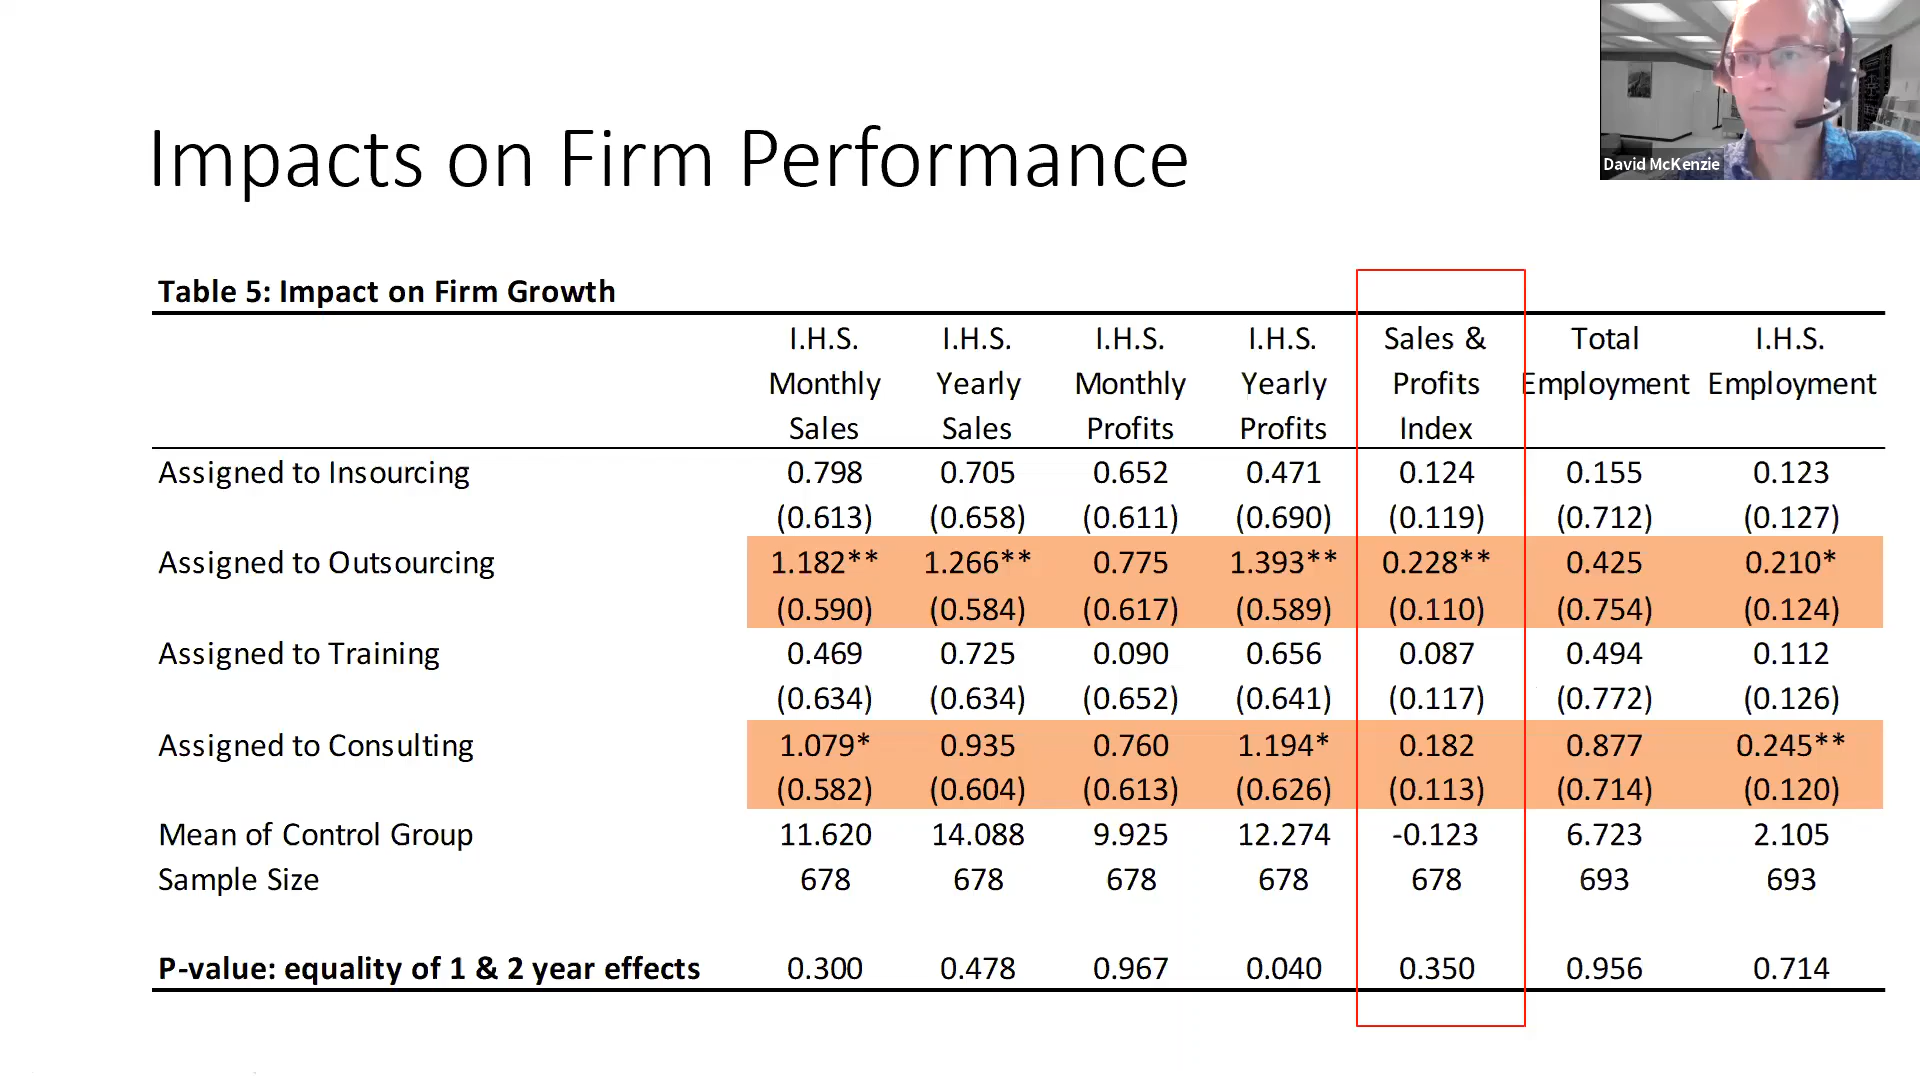 David McKenzie
Impacts on Firm Performance
Table 5: Impact on Firm Growth
I.H.S. I.H.S. I.H.S. I.H.S. Sales & Total I.H.S.
Monthly Yearly Monthly Yearly Profits Employment Employment
Sales Sales Profits Profits Index
Assigned to Insourcing 0.798 0.705 0.652 0.471 0.124 0.155 0.123
(0.613) (0.658) (0.611) (0.690) (0.119) (0.712) (0.127)
Assigned to Outsourcing 1.182** 1.266** 0.775 1.393** 0.228** 0.425 0.210*
(0.590) (0.584) (0.617) (0.589) (0.110) (0.754) (0.124)
Assigned to Training 0.469 0.725 0.090 0.656 0.087 0.494 0.112
(0.634) (0.634) (0.652) (0.641) (0.117) (0.772) (0.126)
Assigned to Consulting 1.079* 0.935 0.760 1.194* 0.182 0.877 0.245**
(0.582) (0.604) (0.613) (0.626) (0.113) (0.714) (0.120)
Mean of Control Group 11.620 14.088 9.925 12.274 -0.123 6.723 2.105
Sample Size 678 678 678 678 678 693 693
P-value: equality of 1 & 2 year effects 0.300 0.478 0.967 0.040 0.350 0.956 0.714